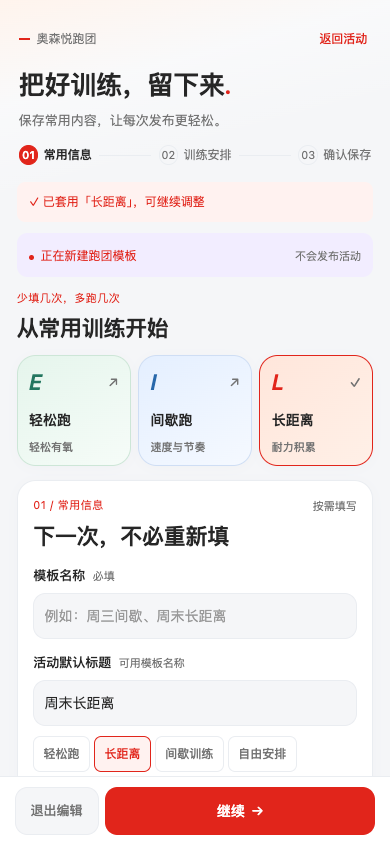 奥森悦跑团
返回活动
把好训练，留下来.
保存常用内容，让每次发布更轻松。
01 常用信息 02 训练安排 03 确认保存
✓ 已套用「长距离」，可继续调整
正在新建跑团模板 不会发布活动
少填几次，多跑几次
从常用训练开始
E ↗ I ↗ L ✓
轻松跑 间歇跑 长距离
轻松有氧 速度与节奏 耐力积累
01 / 常用信息 按需填写
下一次，不必重新填
模板名称 必填
例如：周三间歇、周末长距离
活动默认标题 可用模板名称
周末长距离
轻松跑 长距离 间歇训练 自由安排
退出编辑 继续 →